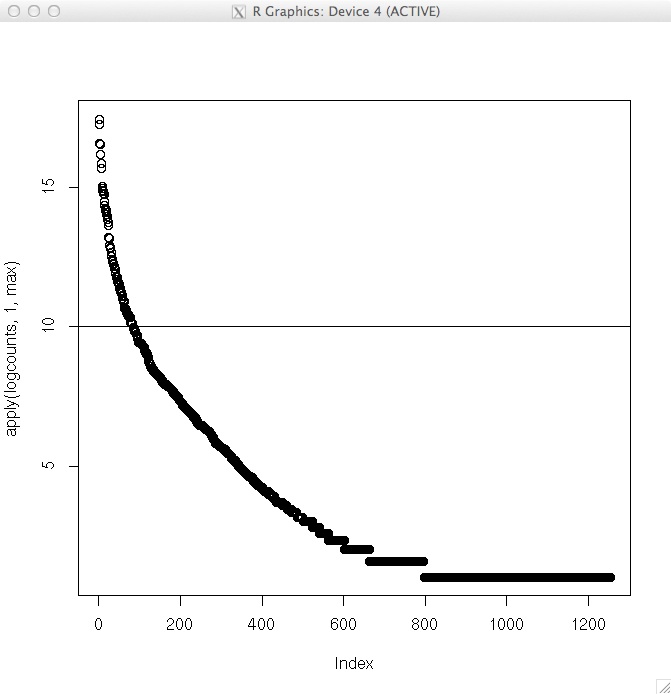 R Graphics: Device 4 (ACTIVE)
apply(logcounts, 1, max)
15
10
5
0 200 400 600 800 1000 1200
Index